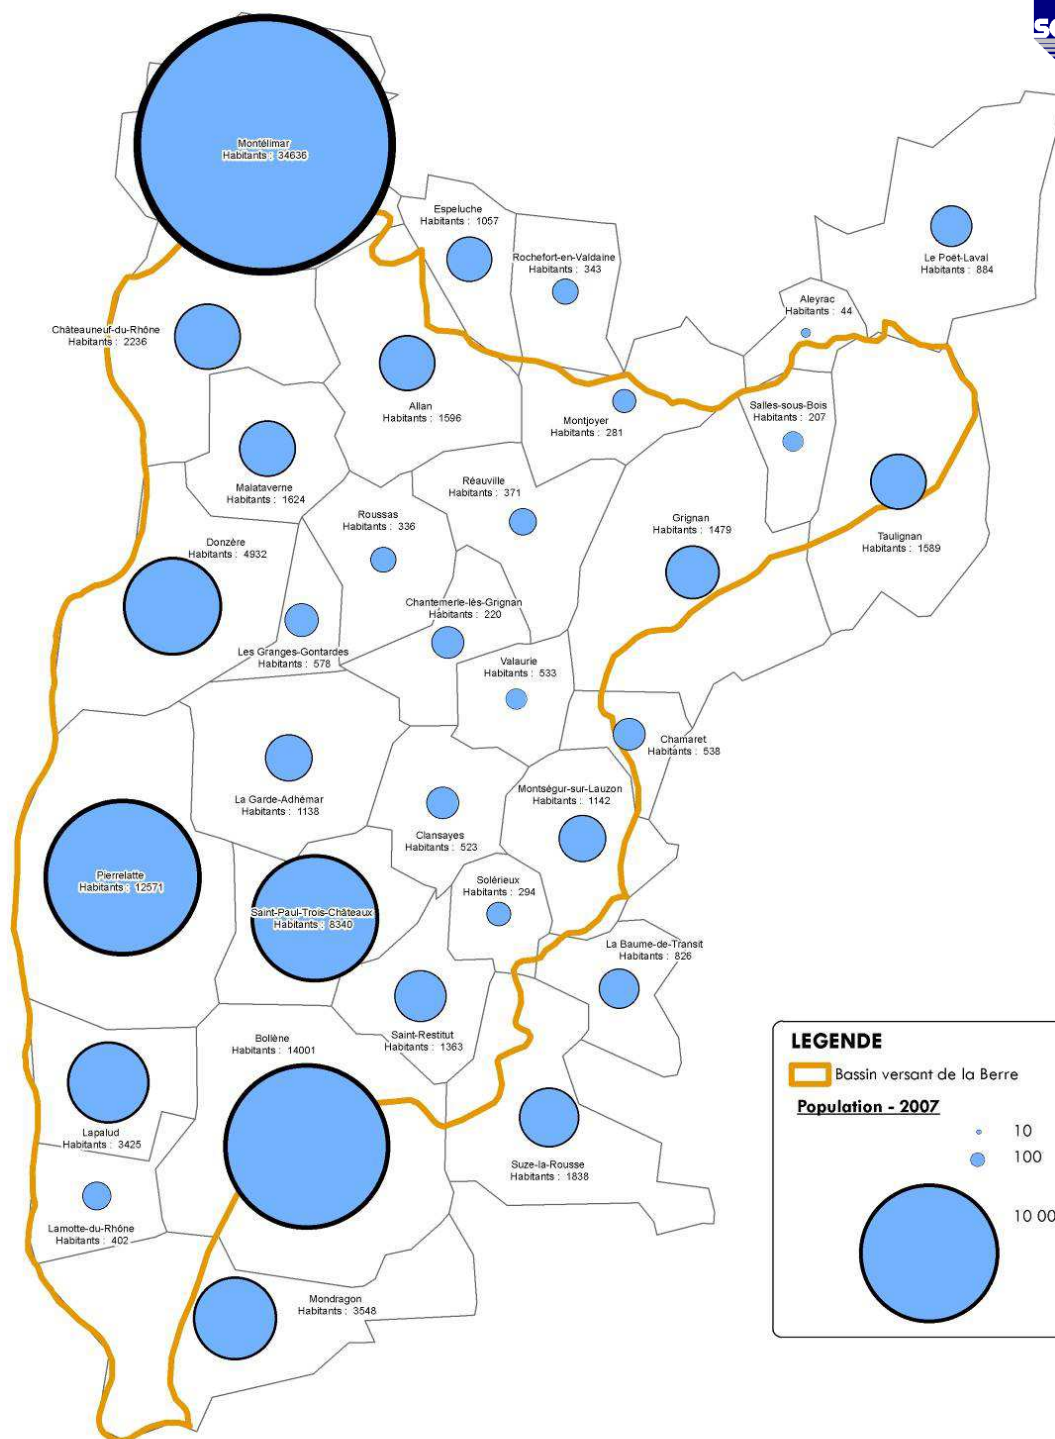 Montélimar
Habitants : 34636
Espeluche
Habitants : 1057
Rochefort-en-Valdaine
Habitants : 343
Le Poët-Laval
Habitants : 884
Aleyrac
Habitants : 44
Châteauneuf-du-Rhône
Habitants : 2236
Allan
Habitants : 1596
Montjoyer
Habitants : 281
Salles-sous-Bois
Habitants : 207
Malataverne
Habitants : 1624
Réauville
Habitants : 371
Roussas
Habitants : 336
Grignan
Habitants : 1479
Taulignan
Habitants : 1589
Donzère
Habitants : 4932
Chantemerle-lès-Grignan
Habitants : 220
Les Granges-Gontardes
Habitants : 578
Valaurie
Habitants : 533
Chamaret
Habitants : 538
La Garde-Adhémar
Habitants : 1138
Montségur-sur-Lauzon
Habitants : 1142
Clansayes
Habitants : 523
Pierrelatte
Habitants : 12571
Solérieux
Habitants : 294
Saint-Paul-Trois-Châteaux
Habitants : 8340
La Baume-de-Transit
Habitants : 826
Saint-Restitut
Habitants : 1363
Bollène
Habitants : 14001
Lapalud
Habitants : 3425
Suze-la-Rousse
Habitants : 1838
Lamotte-du-Rhône
Habitants : 402
Mondragon
Habitants : 3548
LEGENDE
Bassin versant de la Berre
Population - 2007
10
100
10 00